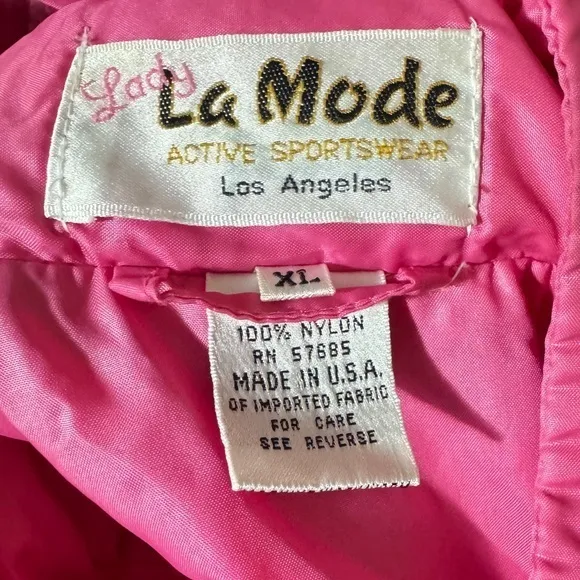 Lady
La Mode
ACTIVE SPORTSWEAR
Los Angeles
XL
100% NYLON
RN 57685
MADE IN U.S.A.
OF IMPORTED FABRIC
FOR CARE
SEE REVERSE